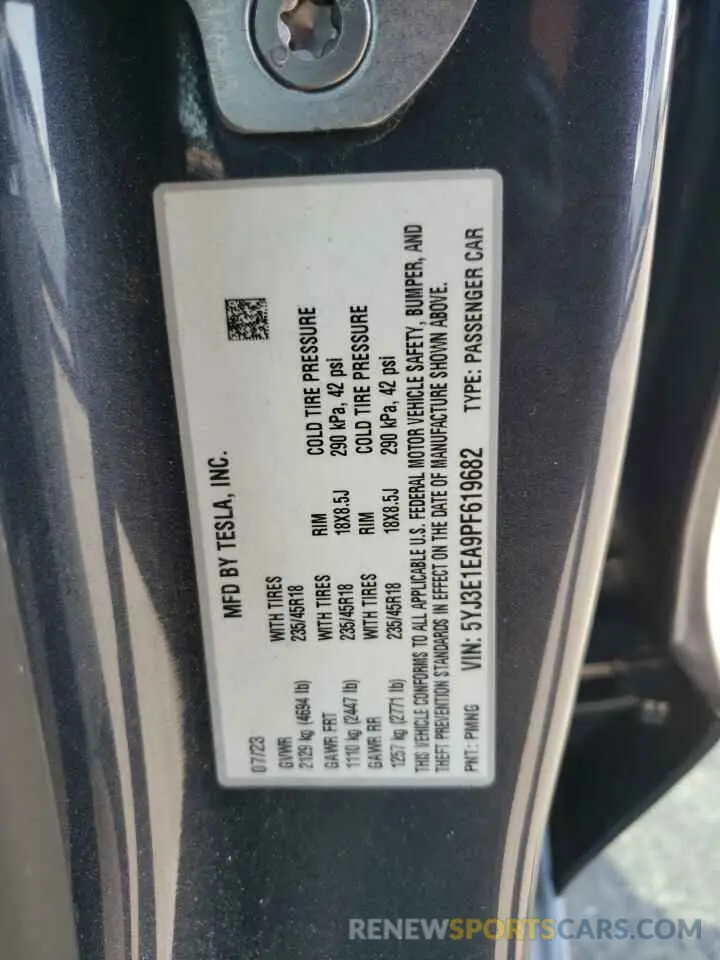 07/23 MFD BY TESLA, INC.
GVWR WITH TIRES
2129 kg (4694 lb) 235/45R18
GAWR FRT WITH TIRES RIM COLD TIRE PRESSURE
1110 kg (2447 lb) 235/45R18 18X8.5J 290 kPa, 42 psi
GAWR RR WITH TIRES RIM COLD TIRE PRESSURE
1257 kg (2771 lb) 235/45R18 18X8.5J 290 kPa, 42 psi
THIS VEHICLE CONFORMS TO ALL APPLICABLE U.S. FEDERAL MOTOR VEHICLE SAFETY, BUMPER, AND
THEFT PREVENTION STANDARDS IN EFFECT ON THE DATE OF MANUFACTURE SHOWN ABOVE.
PNT: PMNG VIN: 5YJ3E1EA9PF619682 TYPE: PASSENGER CAR
RENEWSPORTSCARS.COM